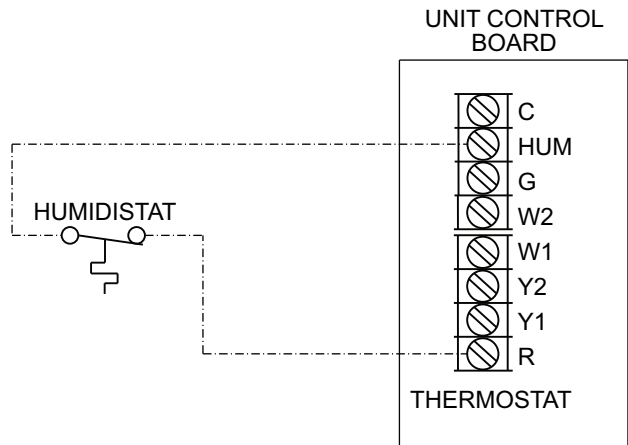 UNIT CONTROL
BOARD
C
HUM
G
HUMIDISTAT
W2
W1
Y2
Y1
R
THERMOSTAT